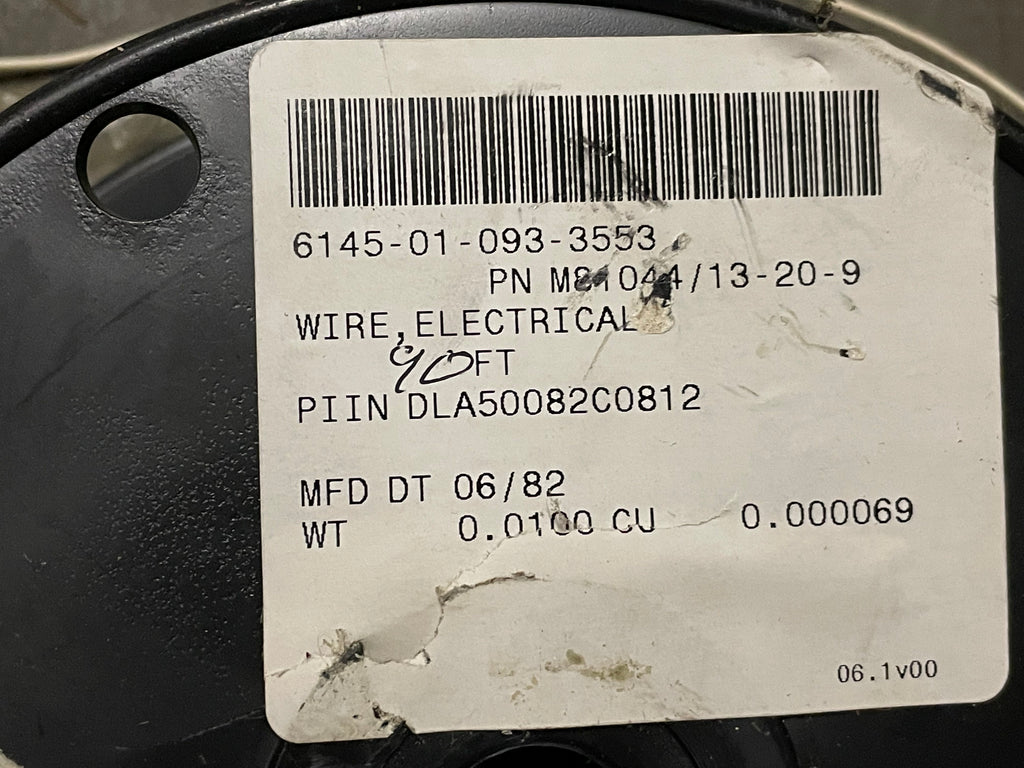 6145-01-093-3553
PN M81044/13-20-9
WIRE,ELECTRICAL
90FT
PIIN DLA50082C0812
MFD DT 06/82
WT 0.0100 CU 0.000069
06.1v00